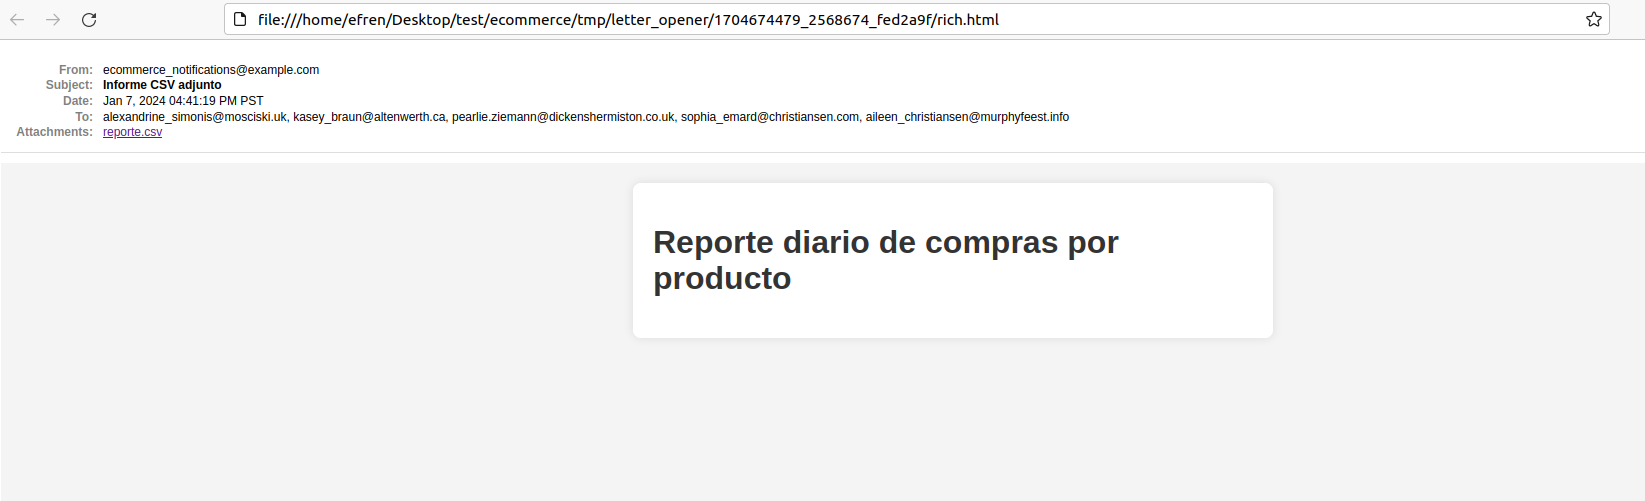 file:///home/efren/Desktop/test/ecommerce/tmp/letter_opener/1704674479_2568674_fed2a9f/rich.html
From: ecommerce_notifications@example.com
Subject: Informe CSV adjunto
Date: Jan 7, 2024 04:41:19 PM PST
To: alexandrine_simonis@mosciski.uk, kasey_braun@altenwerth.ca, pearlie.ziemann@dickenshermiston.co.uk, sophia_emard@christiansen.com, aileen_christiansen@murphyfeest.info
Attachments: reporte.csv
Reporte diario de compras por
producto